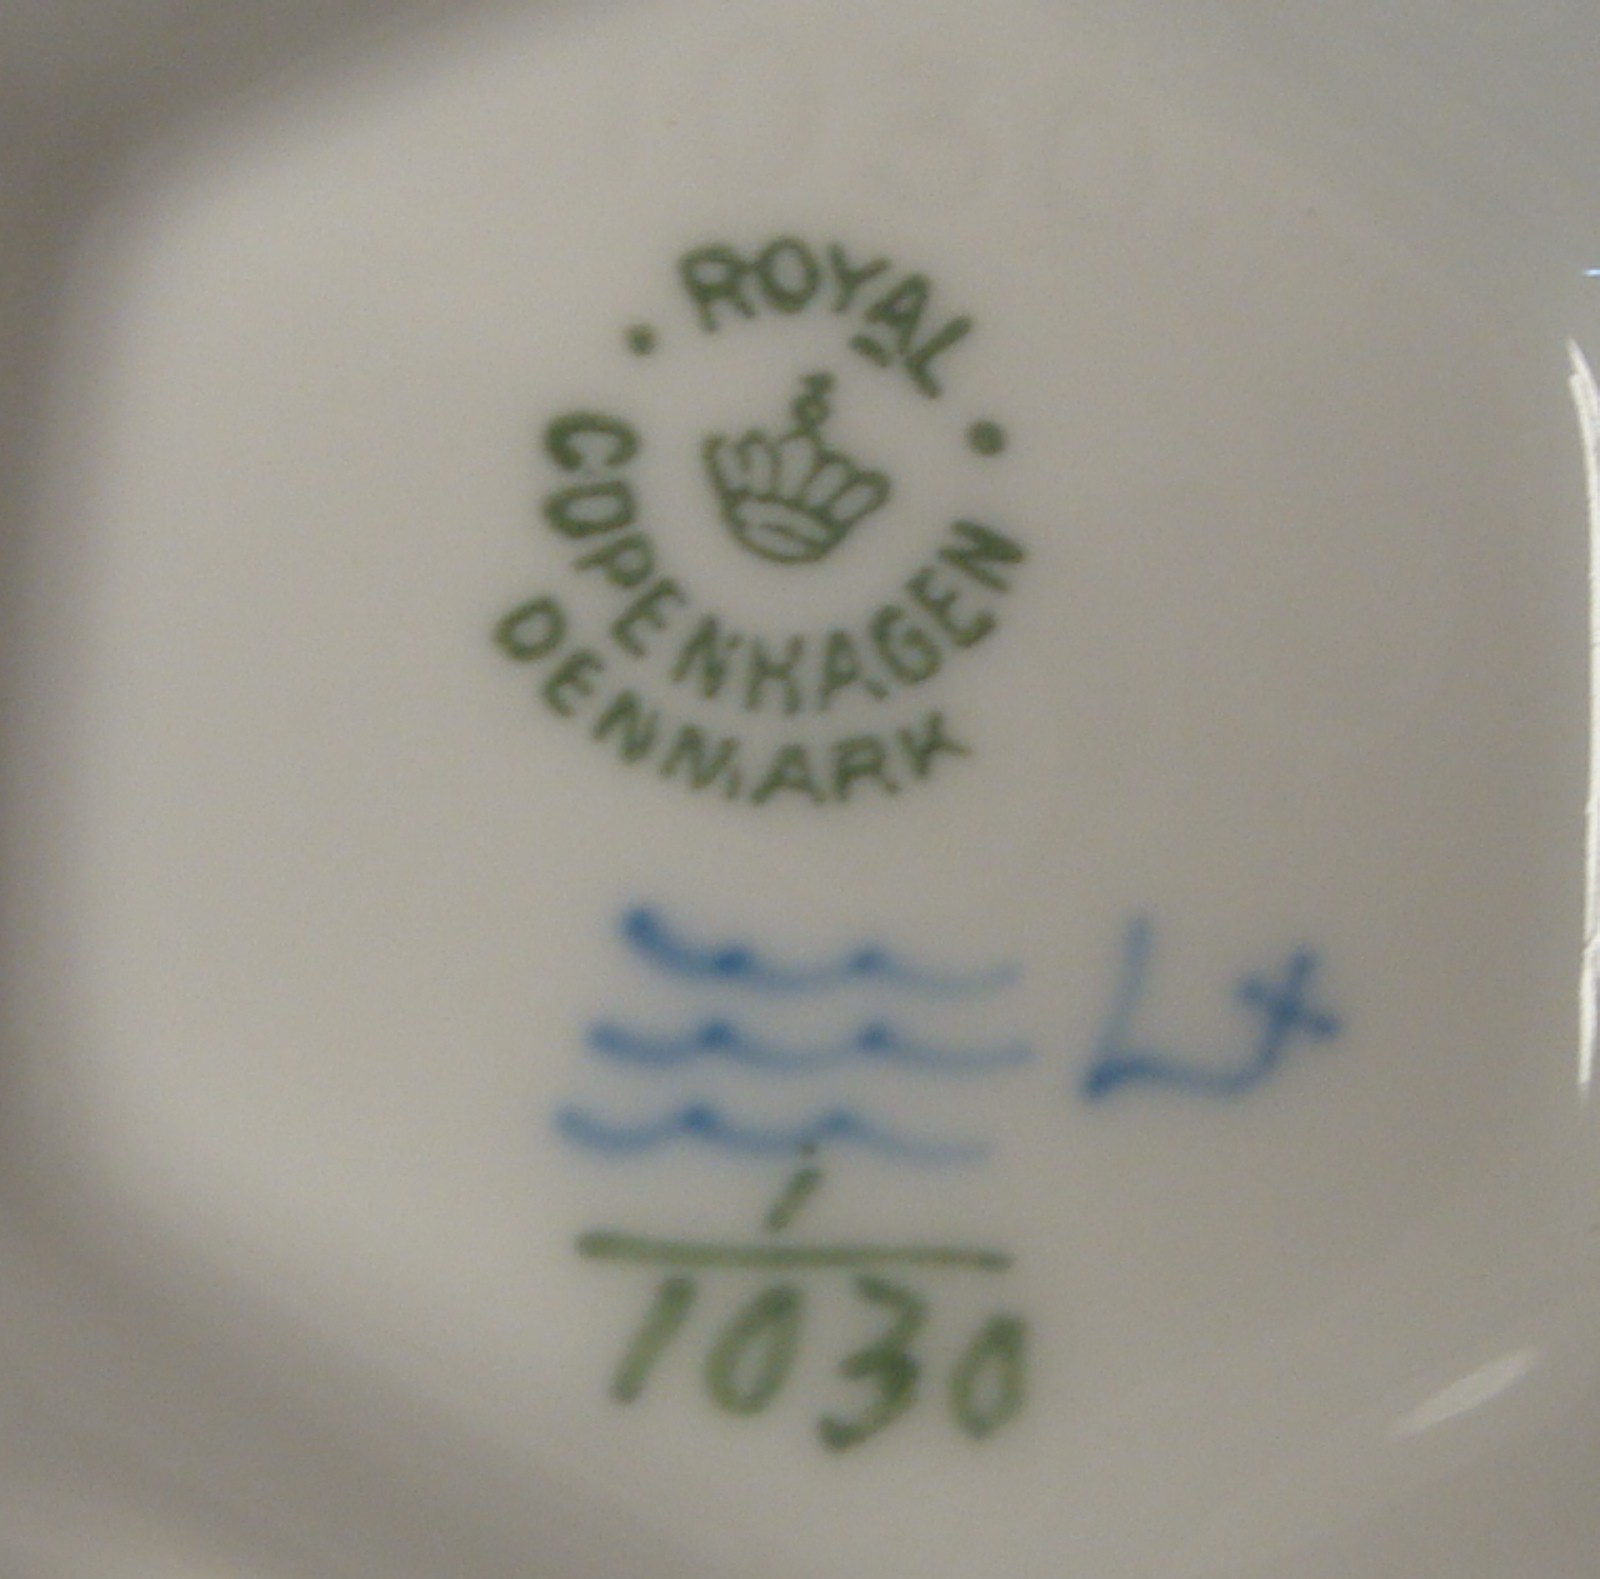 ROYAL
COPENHAGEN
DENMARK
1
1030